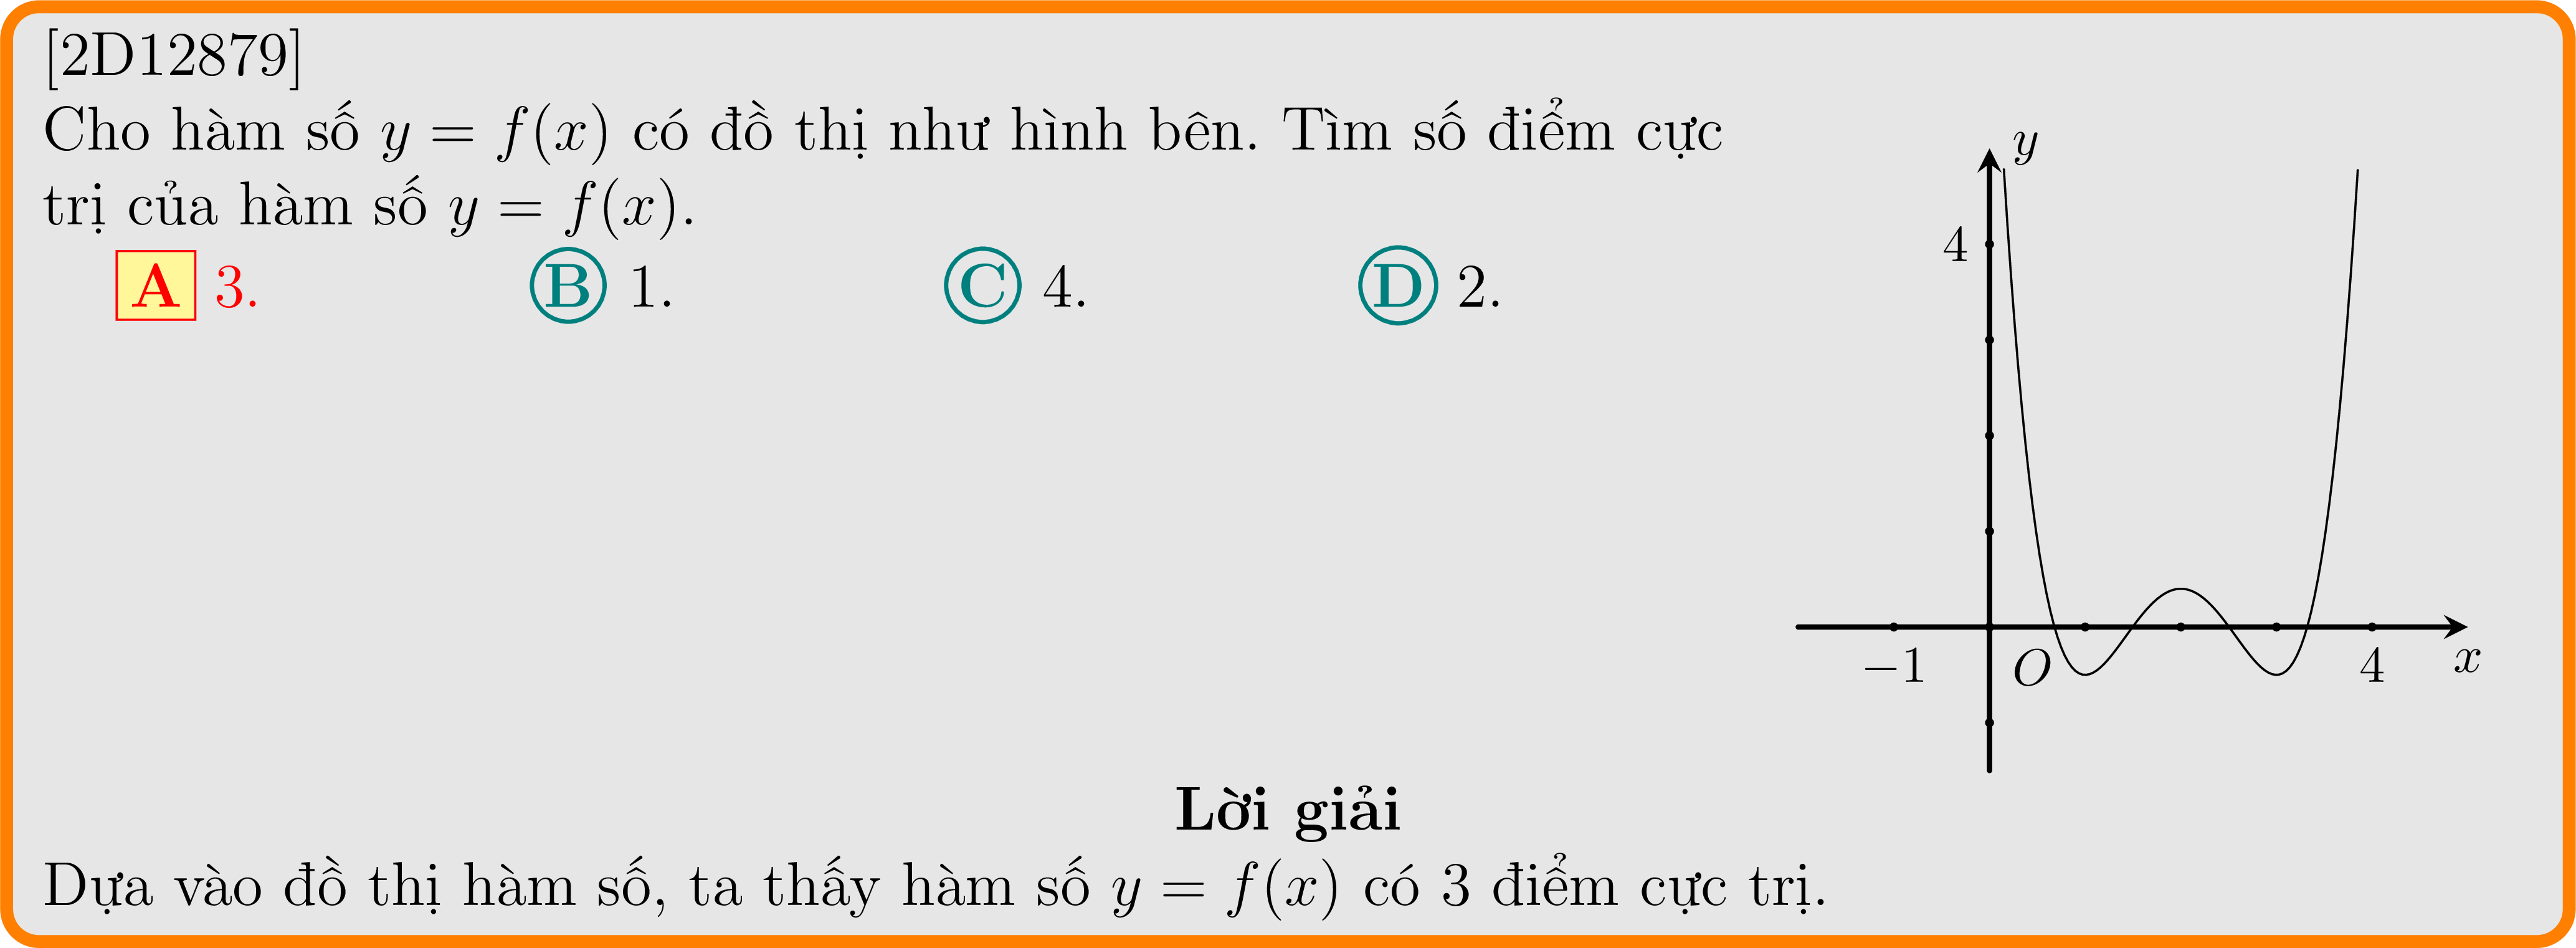 [2D12879]
Cho hàm số y = f(x) có đồ thị như hình bên. Tìm số điểm cực
trị của hàm số y = f(x).
A 3. B 1. C 4. D 2.
y
4
−1 O 4 x
Lời giải
Dựa vào đồ thị hàm số, ta thấy hàm số y = f(x) có 3 điểm cực trị.